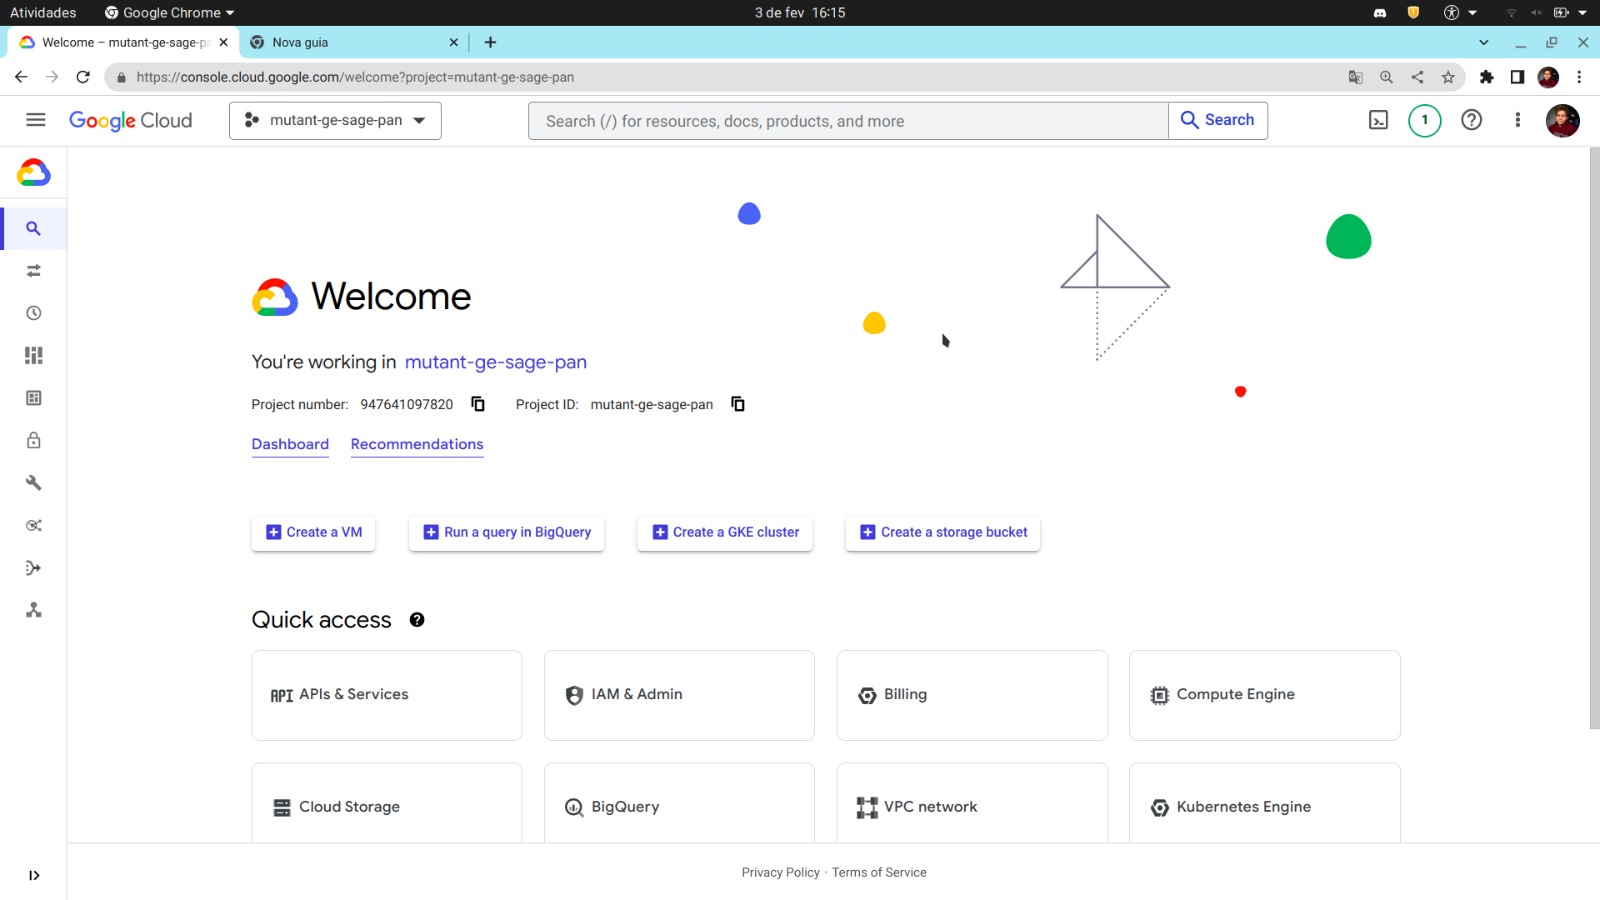 Atividades
Google Chrome
3 de fev 16:15
Welcome – mutant-ge-sage-pa
Nova guia
https://console.cloud.google.com/welcome?project=mutant-ge-sage-pan
Google Cloud
mutant-ge-sage-pan
Search (/) for resources, docs, products, and more
Search
1
Welcome
You're working in mutant-ge-sage-pan
Project number: 947641097820
Project ID: mutant-ge-sage-pan
Dashboard
Recommendations
Create a VM
Run a query in BigQuery
Create a GKE cluster
Create a storage bucket
Quick access
API APIs & Services
IAM & Admin
Billing
Compute Engine
Cloud Storage
BigQuery
VPC network
Kubernetes Engine
Privacy Policy · Terms of Service